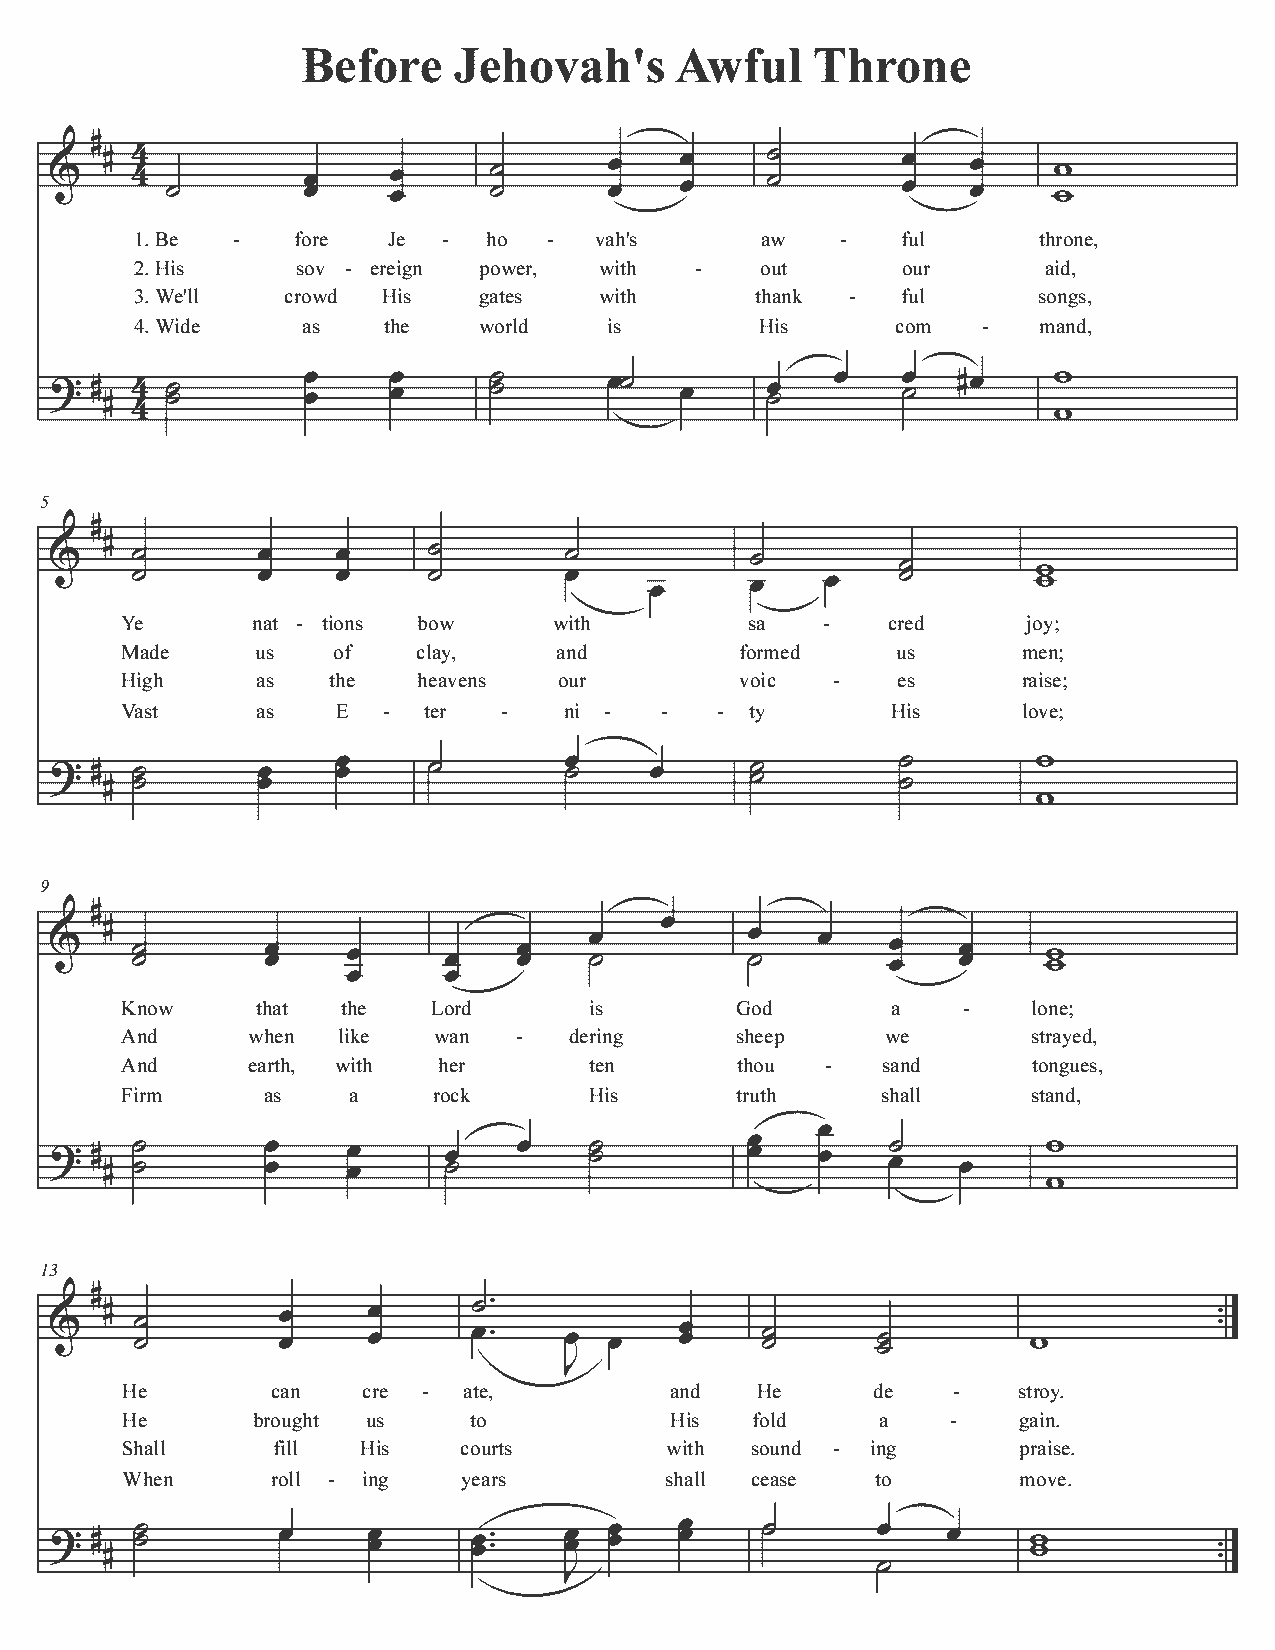 Before Jehovah's Awful Throne
1. Be - fore Je - ho - vah's aw - ful throne,
2. His sov - ereign power, with - out our aid,
3. We'll crowd His gates with thank - ful songs,
4. Wide as the world is His com - mand,
5
Ye nat - tions bow with sa - cred joy;
Made us of clay, and formed us men;
High as the heavens our voic - es raise;
Vast as E - ter - ni - - - ty His love;
9
Know that the Lord is God a - lone;
And when like wan - dering sheep we strayed,
And earth, with her ten thou - sand tongues,
Firm as a rock His truth shall stand,
13
He can cre - ate, and He de - stroy.
He brought us to His fold a - gain.
Shall fill His courts with sound - ing praise.
When roll - ing years shall cease to move.